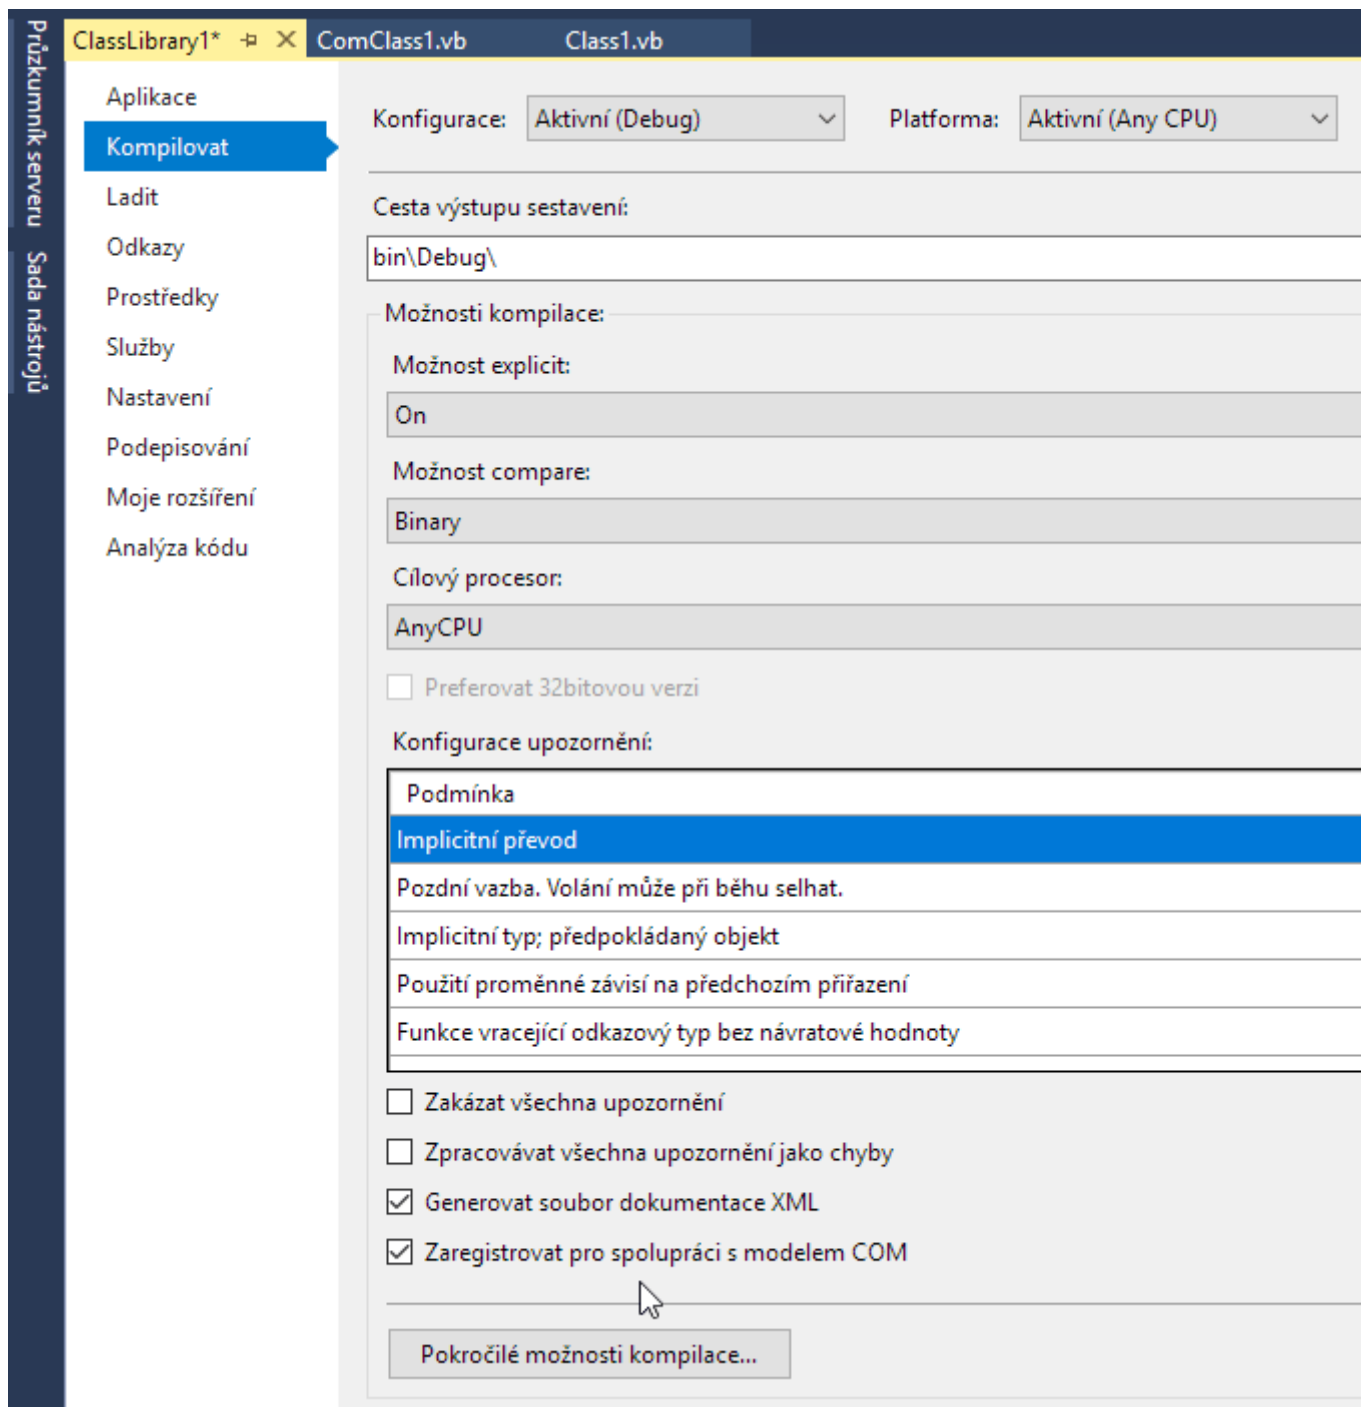 Průzkumník serveru
Sada nástrojů
ClassLibrary1* ComClass1.vb Class1.vb
Aplikace
Kompilovat
Ladit
Odkazy
Prostředky
Služby
Nastavení
Podepisování
Moje rozšíření
Analýza kódu
Konfigurace: Aktivní (Debug) Platforma: Aktivní (Any CPU)
Cesta výstupu sestavení:
bin\Debug\
Možnosti kompilace:
Možnost explicit:
On
Možnost compare:
Binary
Cílový procesor:
AnyCPU
Preferovat 32bitovou verzi
Konfigurace upozornění:
Podmínka
Implicitní převod
Pozdní vazba. Volání může při běhu selhat.
Implicitní typ; předpokládaný objekt
Použití proměnné závisí na předchozím přiřazení
Funkce vracející odkazový typ bez návratové hodnoty
Zakázat všechna upozornění
Zpracovávat všechna upozornění jako chyby
Generovat soubor dokumentace XML
Zaregistrovat pro spolupráci s modelem COM
Pokročilé možnosti kompilace...